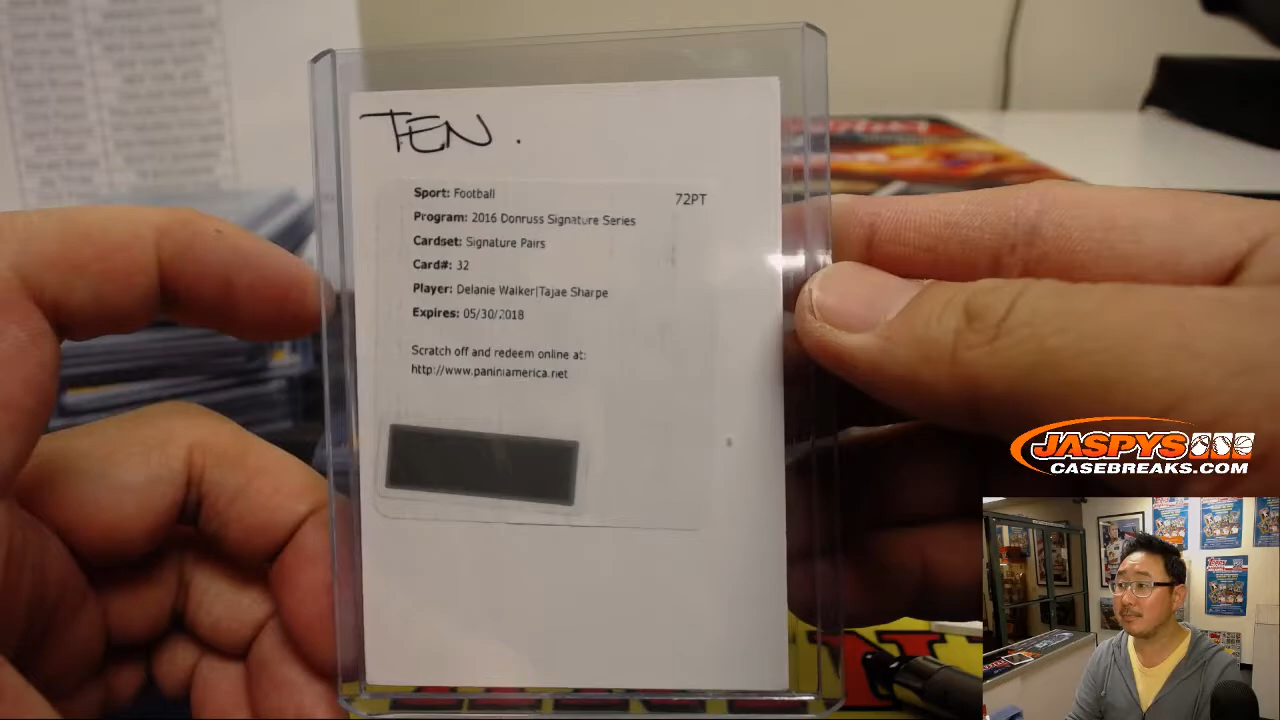 TEN.
Sport: Football
72PT
Program: 2016 Donruss Signature Series
Cardset: Signature Pairs
Card#: 32
Player: Delanie Walker|Tajae Sharpe
Expires: 05/30/2018
Scratch off and redeem online at:
http://www.paniniamerica.net
JASPYS
CASEBREAKS.COM